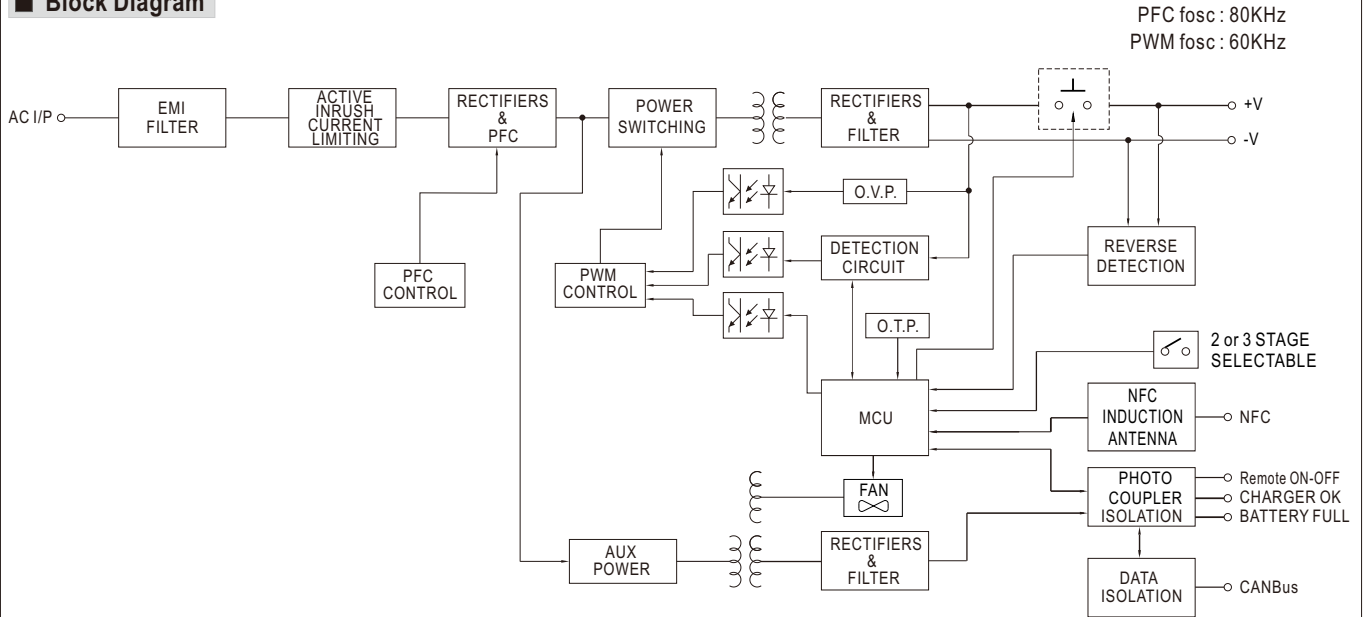 ■ Block Diagram
PFC fosc : 80KHz
PWM fosc : 60KHz
AC I/P
EMI
FILTER
ACTIVE
INRUSH
CURRENT
LIMITING
RECTIFIERS
&
PFC
POWER
SWITCHING
RECTIFIERS
&
FILTER
+V
-V
O.V.P.
DETECTION
CIRCUIT
REVERSE
DETECTION
PFC
CONTROL
PWM
CONTROL
O.T.P.
2 or 3 STAGE
SELECTABLE
MCU
NFC
INDUCTION
ANTENNA
NFC
FAN
PHOTO
COUPLER
ISOLATION
Remote ON-OFF
CHARGER OK
BATTERY FULL
AUX
POWER
RECTIFIERS
&
FILTER
DATA
ISOLATION
CANBus